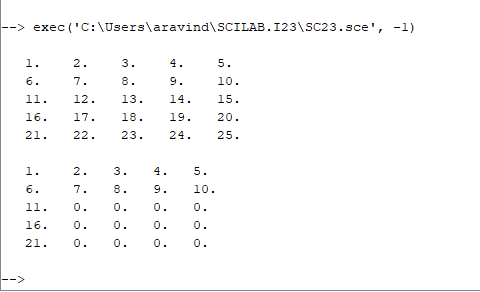 --> exec('C:\Users\aravind\SCILAB.I23\SC23.sce', -1)
1. 2. 3. 4. 5.
6. 7. 8. 9. 10.
11. 12. 13. 14. 15.
16. 17. 18. 19. 20.
21. 22. 23. 24. 25.
1. 2. 3. 4. 5.
6. 7. 8. 9. 10.
11. 0. 0. 0. 0.
16. 0. 0. 0. 0.
21. 0. 0. 0. 0.
-->